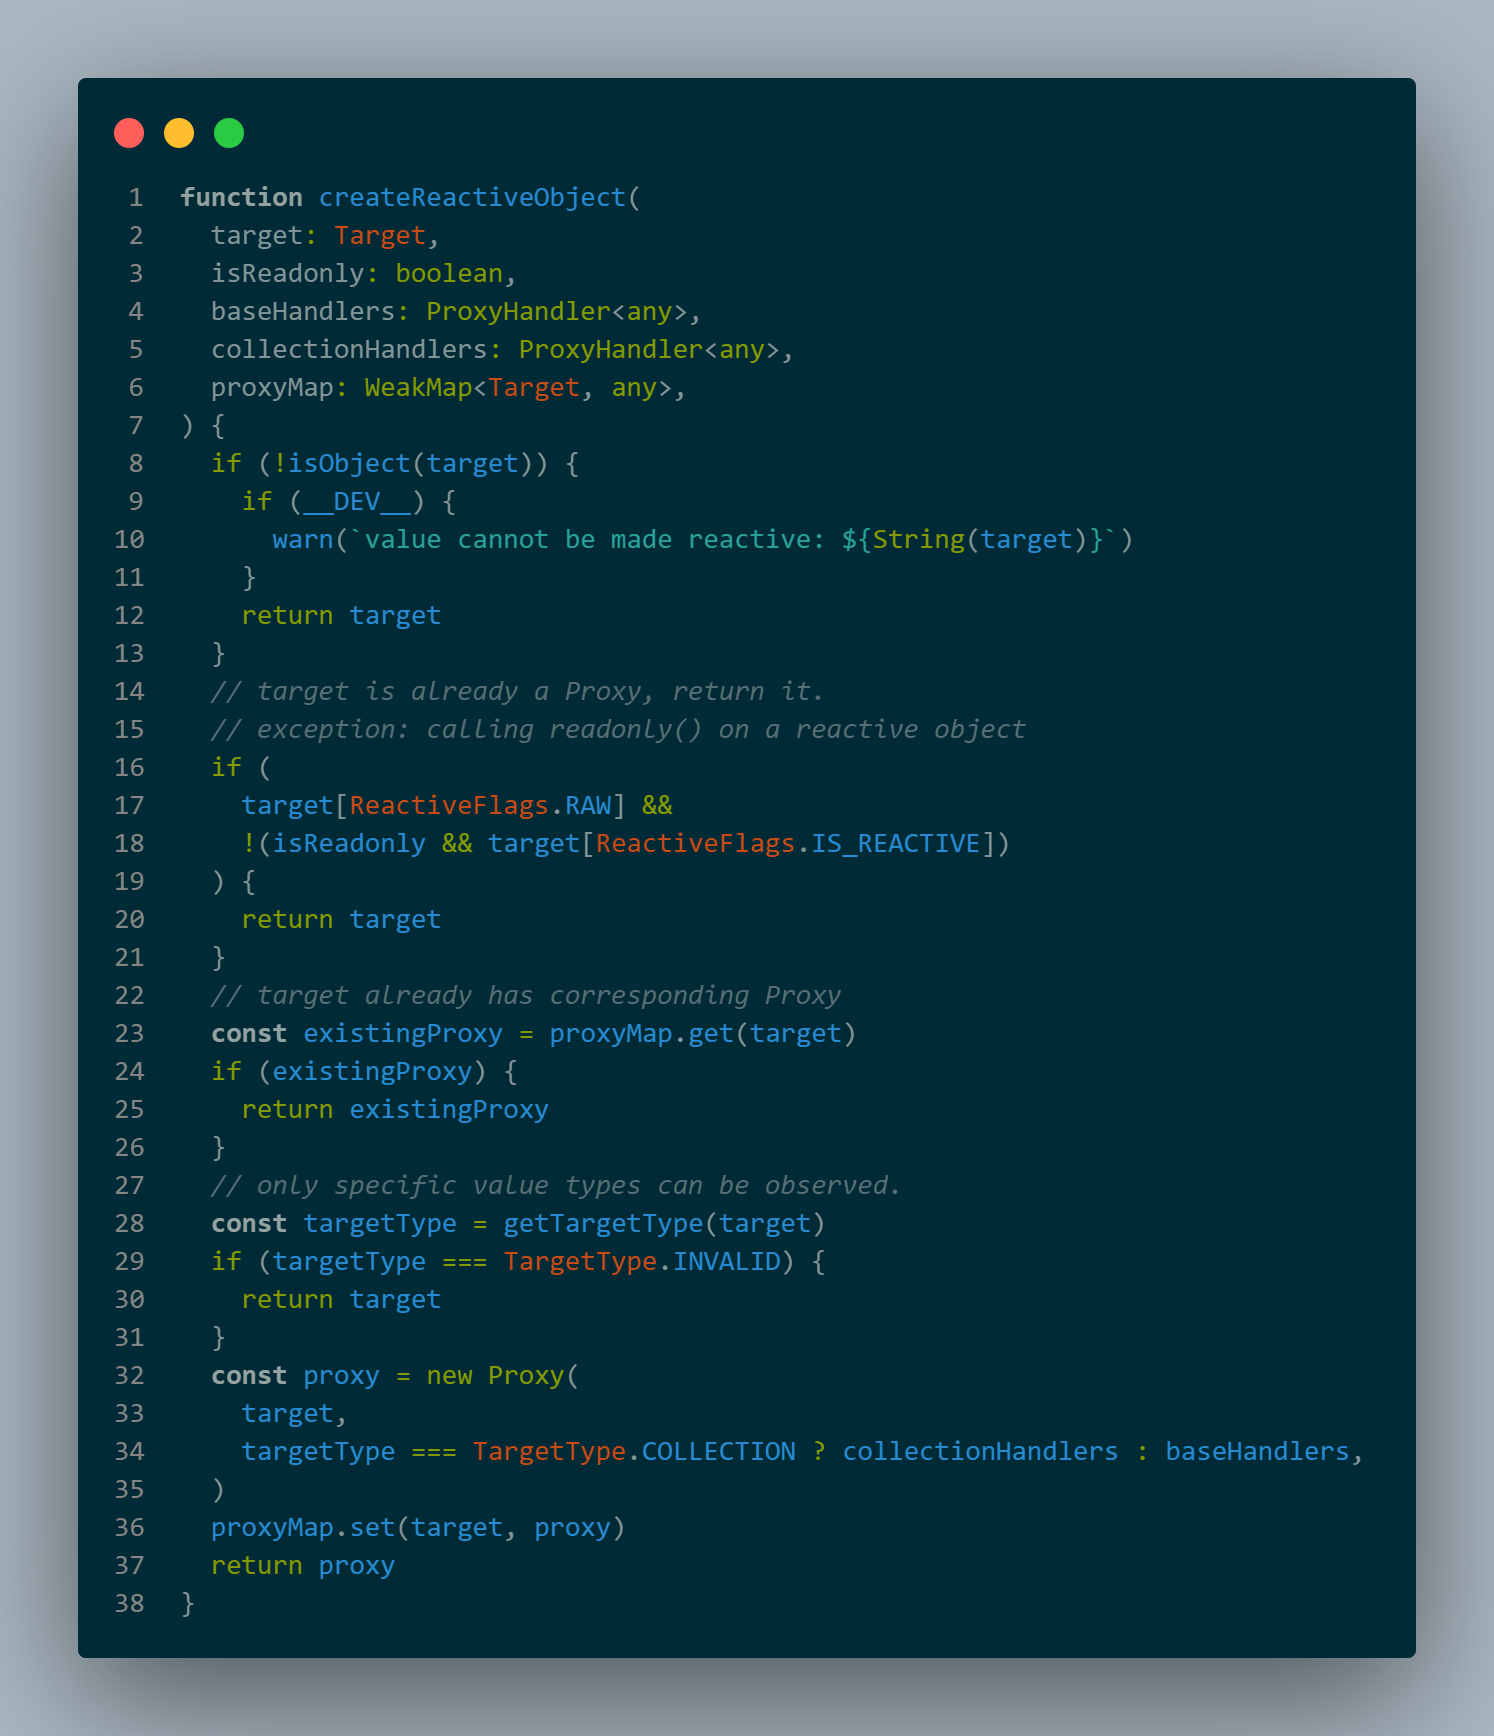 1 function createReactiveObject(
2   target: Target,
3   isReadonly: boolean,
4   baseHandlers: ProxyHandler<any>,
5   collectionHandlers: ProxyHandler<any>,
6   proxyMap: WeakMap<Target, any>,
7 ) {
8   if (!isObject(target)) {
9     if (__DEV__) {
10       warn(`value cannot be made reactive: ${String(target)}`)
11     }
12     return target
13   }
14   // target is already a Proxy, return it.
15   // exception: calling readonly() on a reactive object
16   if (
17     target[ReactiveFlags.RAW] &&
18     !(isReadonly && target[ReactiveFlags.IS_REACTIVE])
19   ) {
20     return target
21   }
22   // target already has corresponding Proxy
23   const existingProxy = proxyMap.get(target)
24   if (existingProxy) {
25     return existingProxy
26   }
27   // only specific value types can be observed.
28   const targetType = getTargetType(target)
29   if (targetType === TargetType.INVALID) {
30     return target
31   }
32   const proxy = new Proxy(
33     target,
34     targetType === TargetType.COLLECTION ? collectionHandlers : baseHandlers,
35   )
36   proxyMap.set(target, proxy)
37   return proxy
38 }